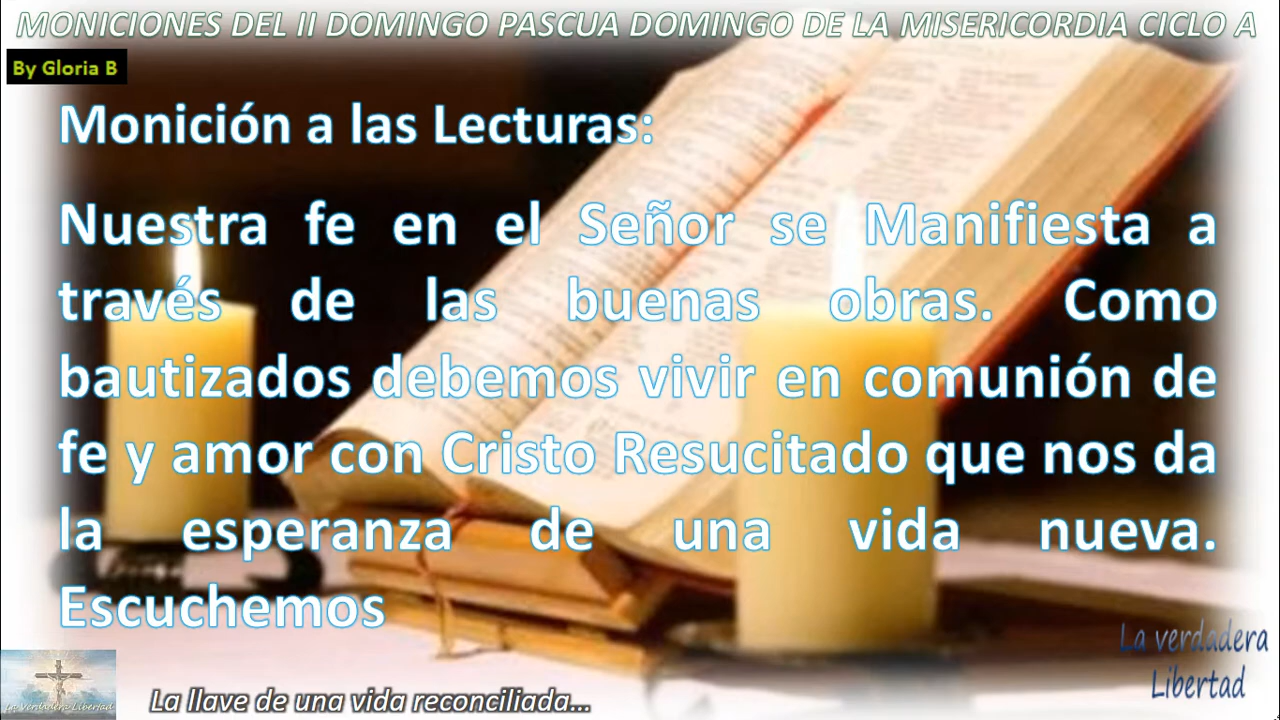 MONICIONES DEL II DOMINGO PASCUA DOMINGO DE LA MISERICORDIA CICLO A
By Gloria B
Monición a las Lecturas:
Nuestra fe en el Señor se Manifiesta a
través de las buenas obras. Como
bautizados debemos vivir en comunión de
fe y amor con Cristo Resucitado que nos da
la esperanza de una vida nueva.
Escuchemos
La verdadera
Libertad
La verdadera Libertad
La llave de una vida reconciliada...